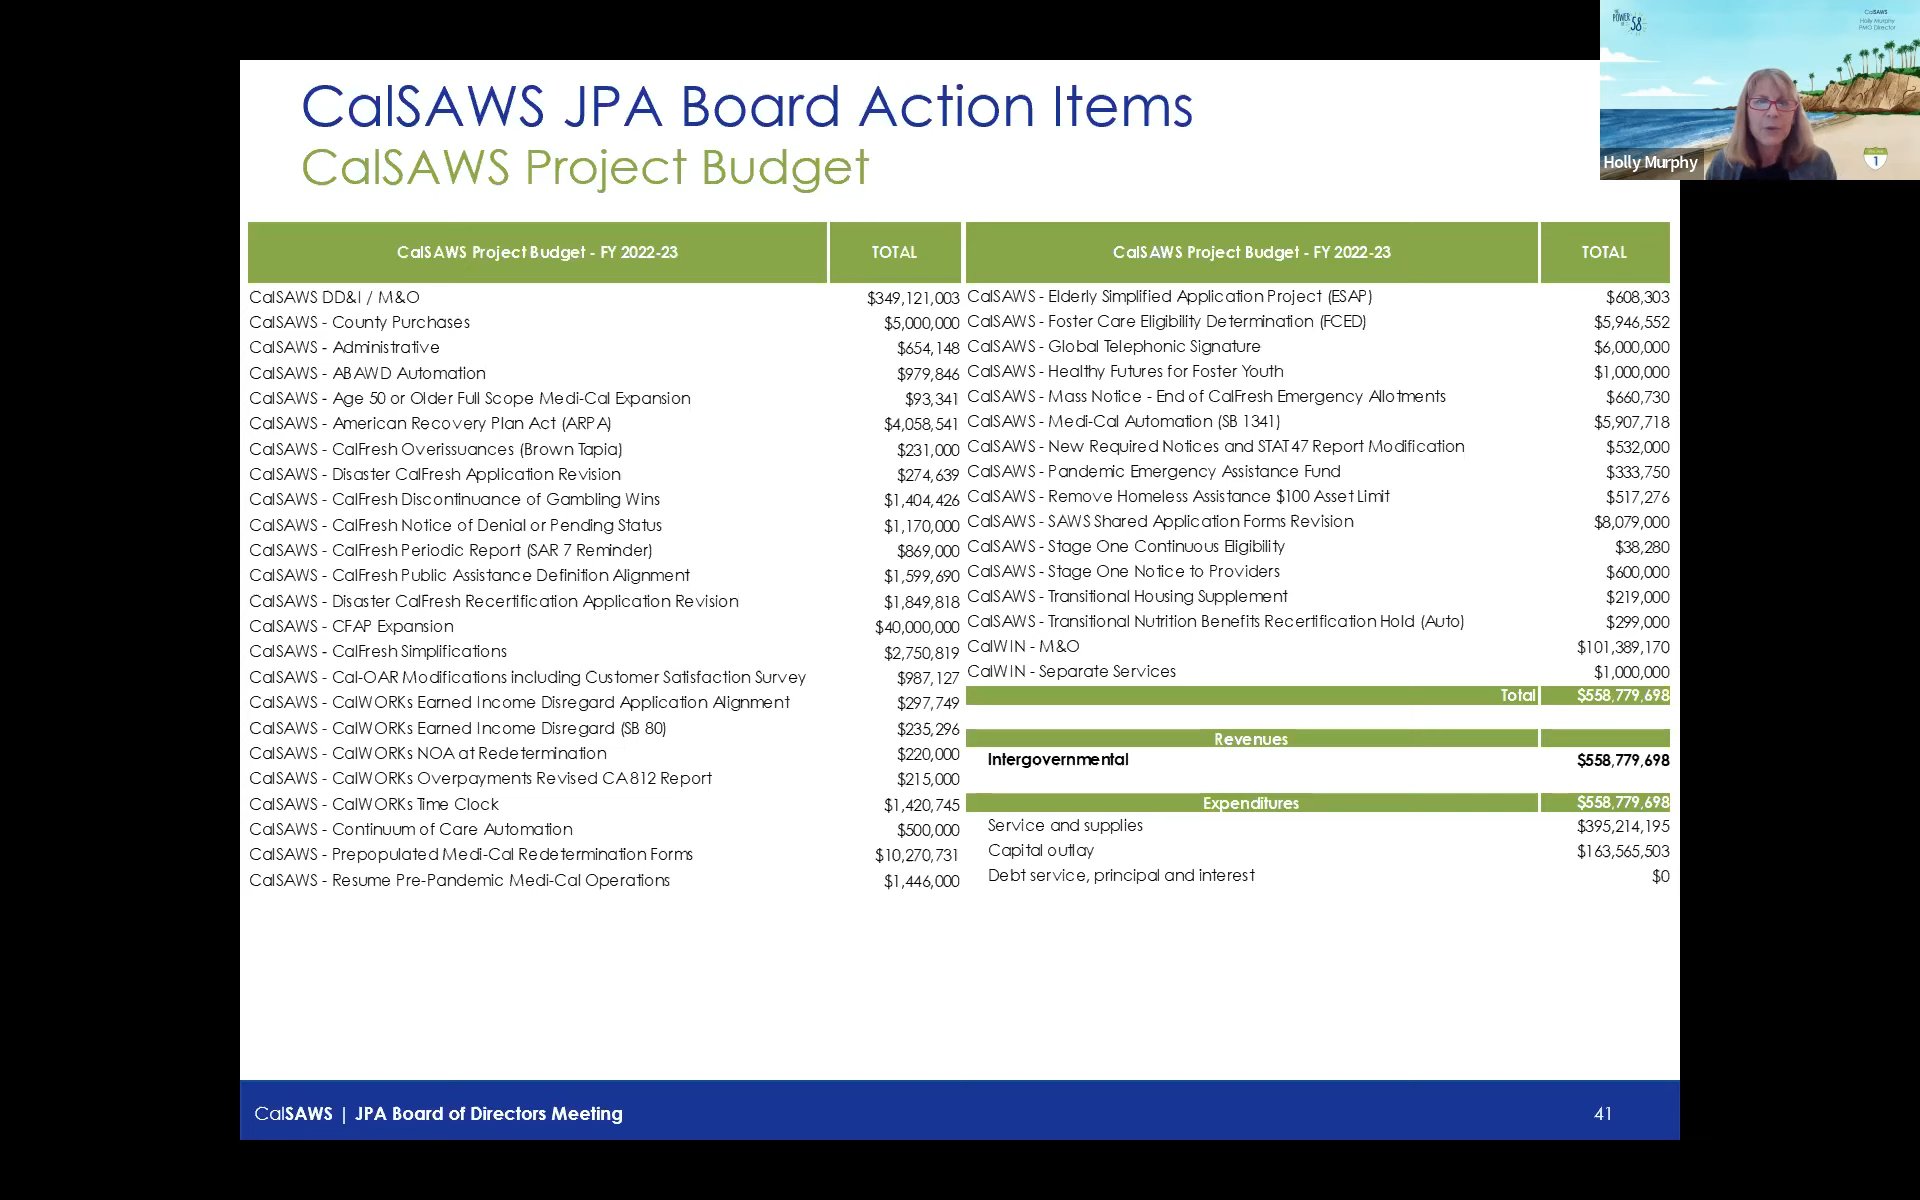 CalSAWS JPA Board Action Items
CalSAWS Project Budget
THE POWER OF 58
CalSAWS
Holly Murphy
PMO Director
Holly Murphy
1
CalSAWS Project Budget - FY 2022-23 TOTAL
CalSAWS DD&I / M&O $349,121,003
CalSAWS - County Purchases $5,000,000
CalSAWS - Administrative $654,148
CalSAWS - ABAWD Automation $979,846
CalSAWS - Age 50 or Older Full Scope Medi-Cal Expansion $93,341
CalSAWS - American Recovery Plan Act (ARPA) $4,058,541
CalSAWS - CalFresh Overissuances (Brown Tapia) $231,000
CalSAWS - Disaster CalFresh Application Revision $274,639
CalSAWS - CalFresh Discontinuance of Gambling Wins $1,404,426
CalSAWS - CalFresh Notice of Denial or Pending Status $1,170,000
CalSAWS - CalFresh Periodic Report (SAR 7 Reminder) $869,000
CalSAWS - CalFresh Public Assistance Definition Alignment $1,599,690
CalSAWS - Disaster CalFresh Recertification Application Revision $1,849,818
CalSAWS - CFAP Expansion $40,000,000
CalSAWS - CalFresh Simplifications $2,750,819
CalSAWS - Cal-OAR Modifications including Customer Satisfaction Survey $987,127
CalSAWS - CalWORKs Earned Income Disregard Application Alignment $297,749
CalSAWS - CalWORKs Earned Income Disregard (SB 80) $235,296
CalSAWS - CalWORKs NOA at Redetermination $220,000
CalSAWS - CalWORKs Overpayments Revised CA 812 Report $215,000
CalSAWS - CalWORKs Time Clock $1,420,745
CalSAWS - Continuum of Care Automation $500,000
CalSAWS - Prepopulated Medi-Cal Redetermination Forms $10,270,731
CalSAWS - Resume Pre-Pandemic Medi-Cal Operations $1,446,000
CalSAWS Project Budget - FY 2022-23 TOTAL
CalSAWS - Elderly Simplified Application Project (ESAP) $608,303
CalSAWS - Foster Care Eligibility Determination (FCED) $5,946,552
CalSAWS - Global Telephonic Signature $6,000,000
CalSAWS - Healthy Futures for Foster Youth $1,000,000
CalSAWS - Mass Notice - End of CalFresh Emergency Allotments $660,730
CalSAWS - Medi-Cal Automation (SB 1341) $5,907,718
CalSAWS - New Required Notices and STAT 47 Report Modification $532,000
CalSAWS - Pandemic Emergency Assistance Fund $333,750
CalSAWS - Remove Homeless Assistance $100 Asset Limit $517,276
CalSAWS - SAWS Shared Application Forms Revision $8,079,000
CalSAWS - Stage One Continuous Eligibility $38,280
CalSAWS - Stage One Notice to Providers $600,000
CalSAWS - Transitional Housing Supplement $219,000
CalSAWS - Transitional Nutrition Benefits Recertification Hold (Auto) $299,000
CalWIN - M&O $101,389,170
CalWIN - Separate Services $1,000,000
Total $558,779,698
Revenues
Intergovernmental $558,779,698
Expenditures $558,779,698
Service and supplies $395,214,195
Capital outlay $163,565,503
Debt service, principal and interest $0
CalSAWS | JPA Board of Directors Meeting 41